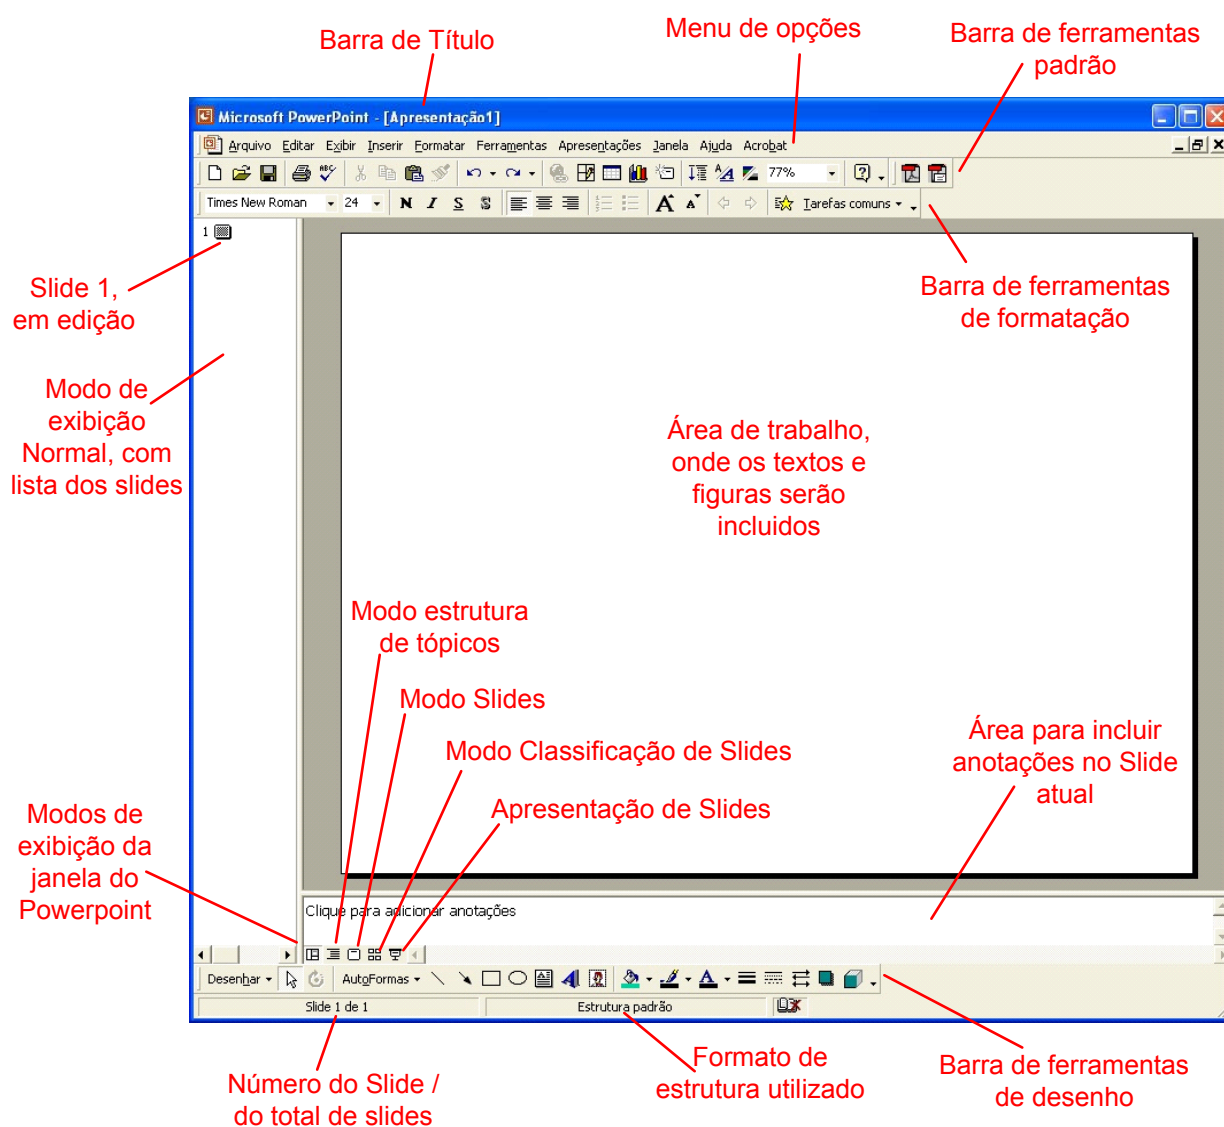 Barra de Título
Menu de opções
Barra de ferramentas
padrão
Microsoft PowerPoint - [Apresentação1]
Arquivo Editar Exibir Inserir Formatar Ferramentas Apresentações Janela Ajuda Acrobat
77%
Times New Roman 24 N I S S Tarefas comuns
1
Slide 1,
em edição
Barra de ferramentas
de formatação
Modo de
exibição
Normal, com
lista dos slides
Área de trabalho,
onde os textos e
figuras serão
incluidos
Modo estrutura
de tópicos
Modo Slides
Modo Classificação de Slides
Apresentação de Slides
Área para incluir
anotações no Slide
atual
Modos de
exibição da
janela do
Powerpoint
Clique para adicionar anotações
Desenhar AutoFormas
Slide 1 de 1 Estrutura padrão
Número do Slide /
do total de slides
Formato de
estrutura utilizado
Barra de ferramentas
de desenho